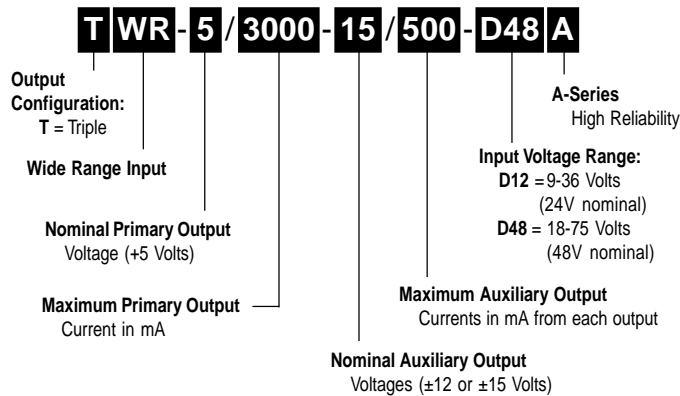 T WR - 5 / 3000 - 15 / 500 - D48 A
Output
Configuration:
T = Triple
Wide Range Input
Nominal Primary Output
Voltage (+5 Volts)
Maximum Primary Output
Current in mA
A-Series
High Reliability
Input Voltage Range:
D12 = 9-36 Volts
(24V nominal)
D48 = 18-75 Volts
(48V nominal)
Maximum Auxiliary Output
Currents in mA from each output
Nominal Auxiliary Output
Voltages (±12 or ±15 Volts)